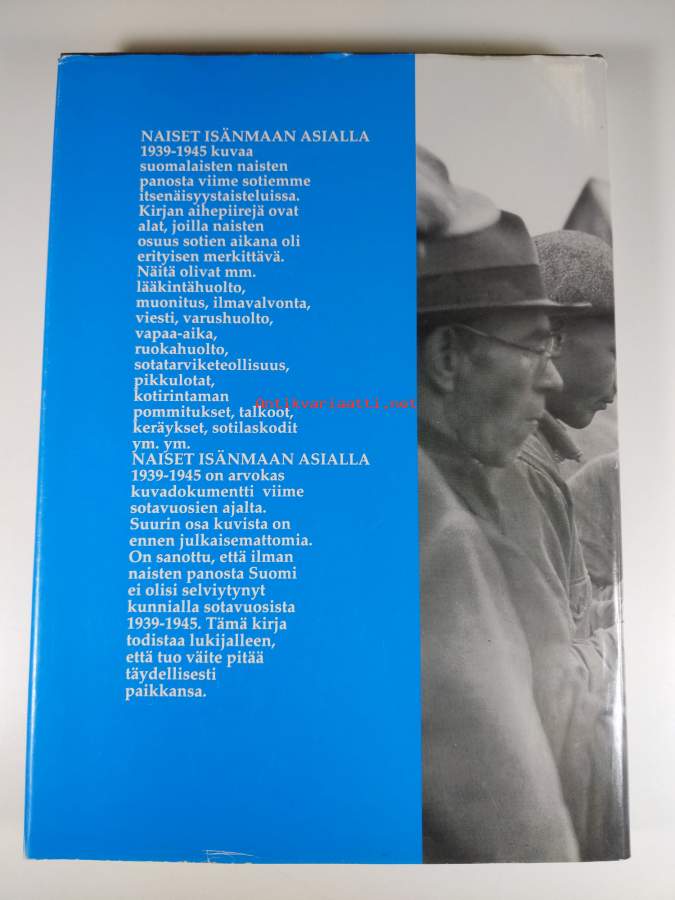 NAISET ISÄNMAAN ASIALLA
1939-1945 kuvaa
suomalaisten naisten
panosta viime sotiemme
itsenäisyystaisteluissa.
Kirjan aihepiirejä ovat
alat, joilla naisten
osuus sotien aikana oli
erityisen merkittävä.
Näitä olivat mm.
lääkintähuolto,
muonitus, ilmavalvonta,
viesti, varushuolto,
vapaa-aika,
ruokahuolto,
sotatarviketeollisuus,
pikkulotat,
kotirintaman
pommitukset, talkoot,
keräykset, sotilaskodit
ym. ym.
NAISET ISÄNMAAN ASIALLA
1939-1945 on arvokas
kuvadokumentti viime
sotavuosien ajalta.
Suurin osa kuvista on
ennen julkaisemattomia.
On sanottu, että ilman
naisten panosta Suomi
ei olisi selviytynyt
kunnialla sotavuosista
1939-1945. Tämä kirja
todistaa lukijalleen,
että tuo väite pitää
täydellisesti
paikkansa.
Antikvariaatti.net